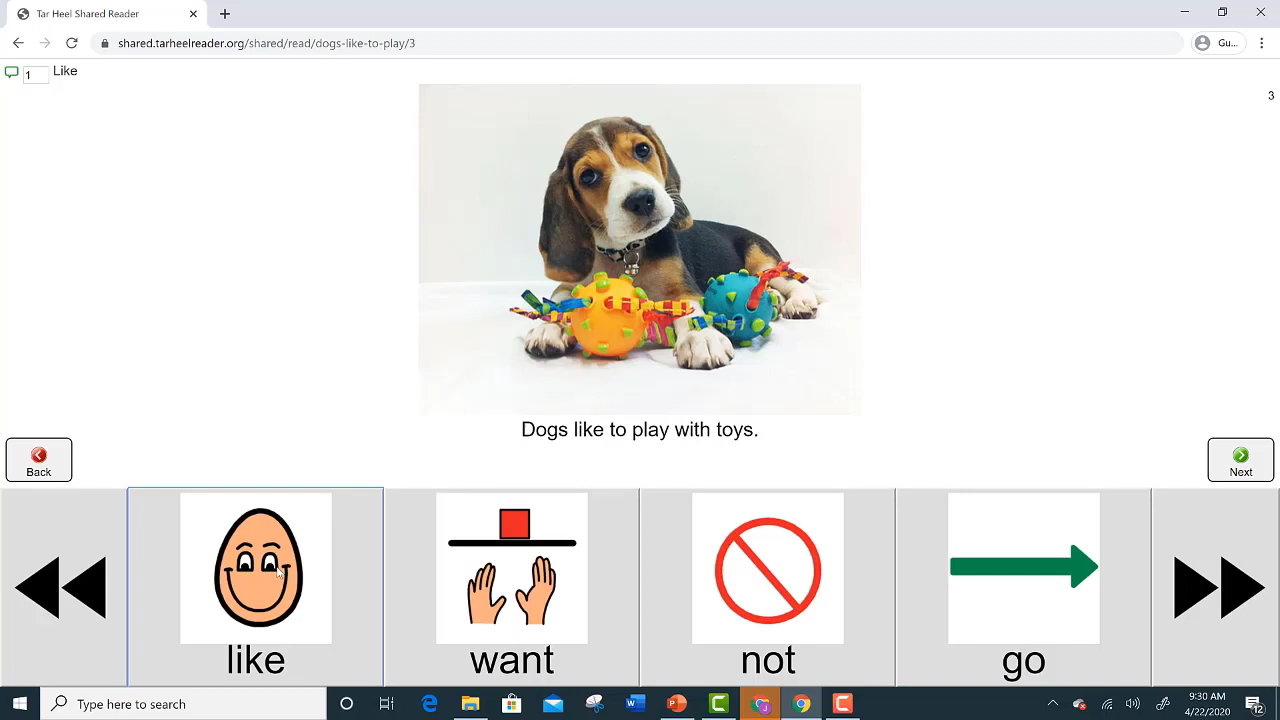 Tar Heel Shared Reader
shared.tarheelreader.org/shared/read/dogs-like-to-play/3
Gu...
1 Like
3
Dogs like to play with toys.
Back
Next
like
want
not
go
Type here to search
9:30 AM
4/22/2020